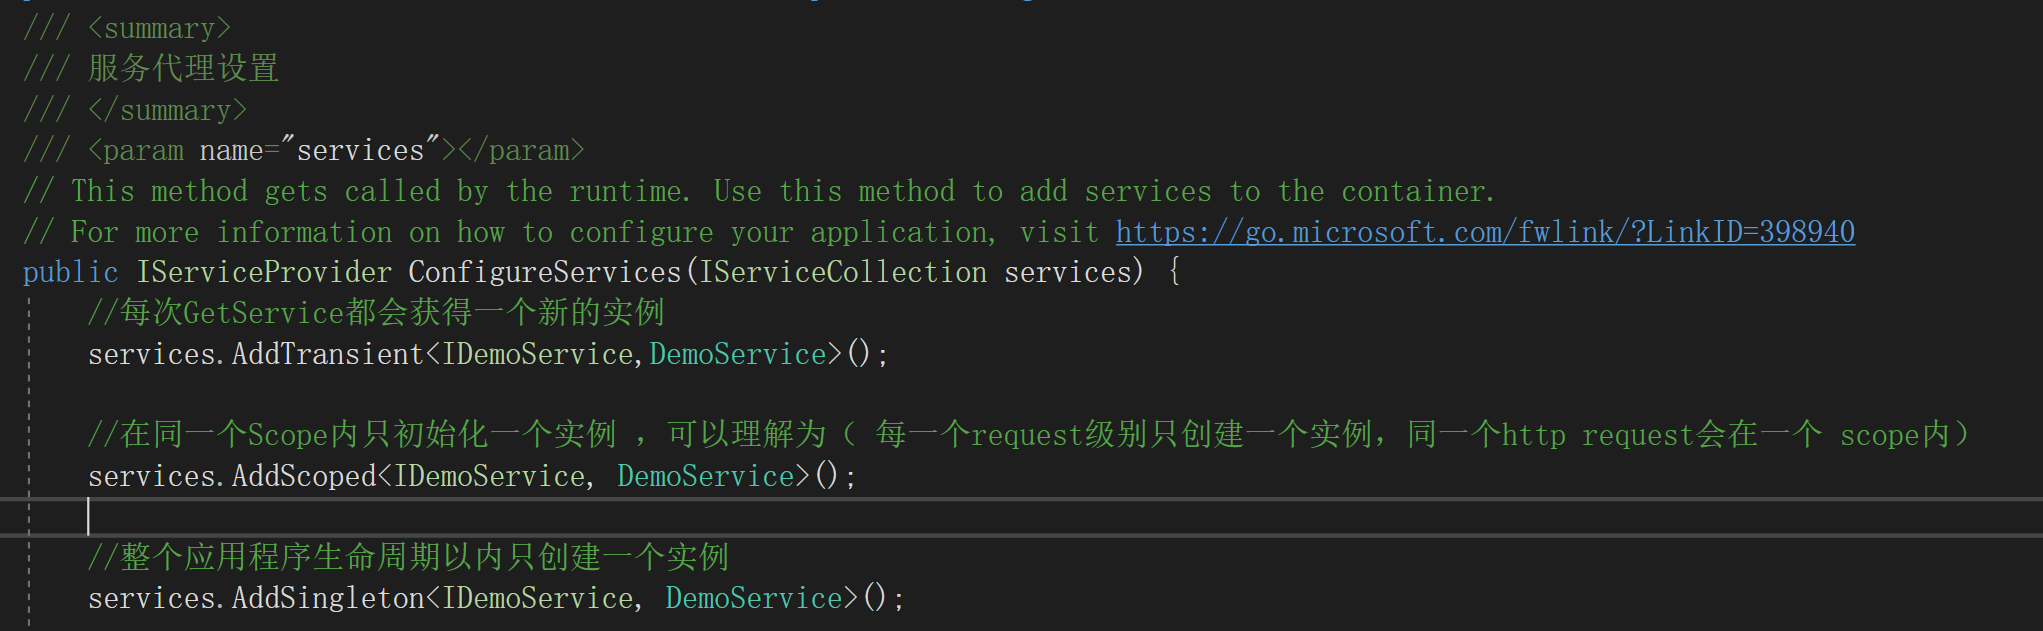 /// <summary>
/// 服务代理设置
/// </summary>
/// <param name="services"></param>
// This method gets called by the runtime. Use this method to add services to the container.
// For more information on how to configure your application, visit https://go.microsoft.com/fwlink/?LinkID=398940
public IServiceProvider ConfigureServices(IServiceCollection services) {
//每次GetService都会获得一个新的实例
services.AddTransient<IDemoService,DemoService>();
//在同一个Scope内只初始化一个实例 ，可以理解为（ 每一个request级别只创建一个实例，同一个http request会在一个 scope内）
services.AddScoped<IDemoService, DemoService>();
//整个应用程序生命周期以内只创建一个实例
services.AddSingleton<IDemoService, DemoService>();